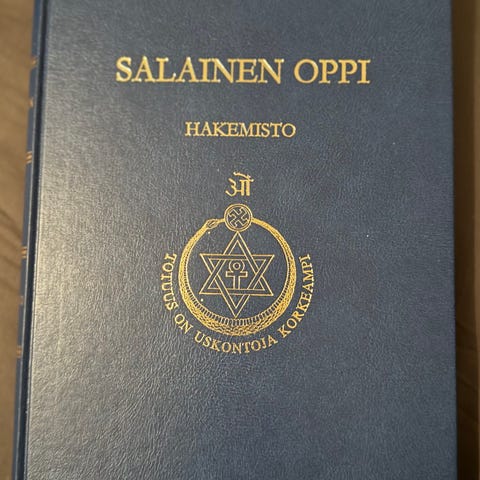 SALAINEN OPPI
HAKEMISTO
ओँ
TOTUUS ON USKONTOJA KORKEAMPI